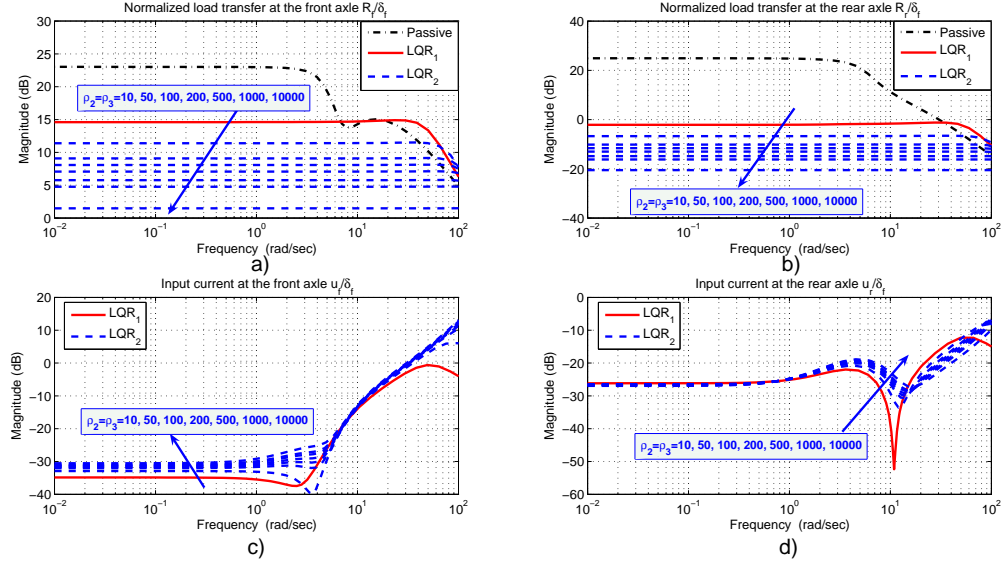 Normalized load transfer at the front axle R_f/δ_f
Magnitude (dB)
30
25
20
15
10
5
0
Passive
LQR_1
LQR_2
ρ_2=ρ_3=10, 50, 100, 200, 500, 1000, 10000
10^-2
10^-1
10^0
10^1
10^2
Frequency (rad/sec)
a)
Normalized load transfer at the rear axle R_r/δ_f
Magnitude (dB)
40
20
0
−20
−40
Passive
LQR_1
LQR_2
ρ_2=ρ_3=10, 50, 100, 200, 500, 1000, 10000
10^-2
10^-1
10^0
10^1
10^2
Frequency (rad/sec)
b)
Input current at the front axle u_f/δ_f
Magnitude (dB)
20
10
0
−10
−20
−30
−40
LQR_1
LQR_2
ρ_2=ρ_3=10, 50, 100, 200, 500, 1000, 10000
10^-2
10^-1
10^0
10^1
10^2
Frequency (rad/sec)
c)
Input current at the rear axle u_r/δ_f
Magnitude (dB)
0
−10
−20
−30
−40
−50
−60
LQR_1
LQR_2
ρ_2=ρ_3=10, 50, 100, 200, 500, 1000, 10000
10^-2
10^-1
10^0
10^1
10^2
Frequency (rad/sec)
d)